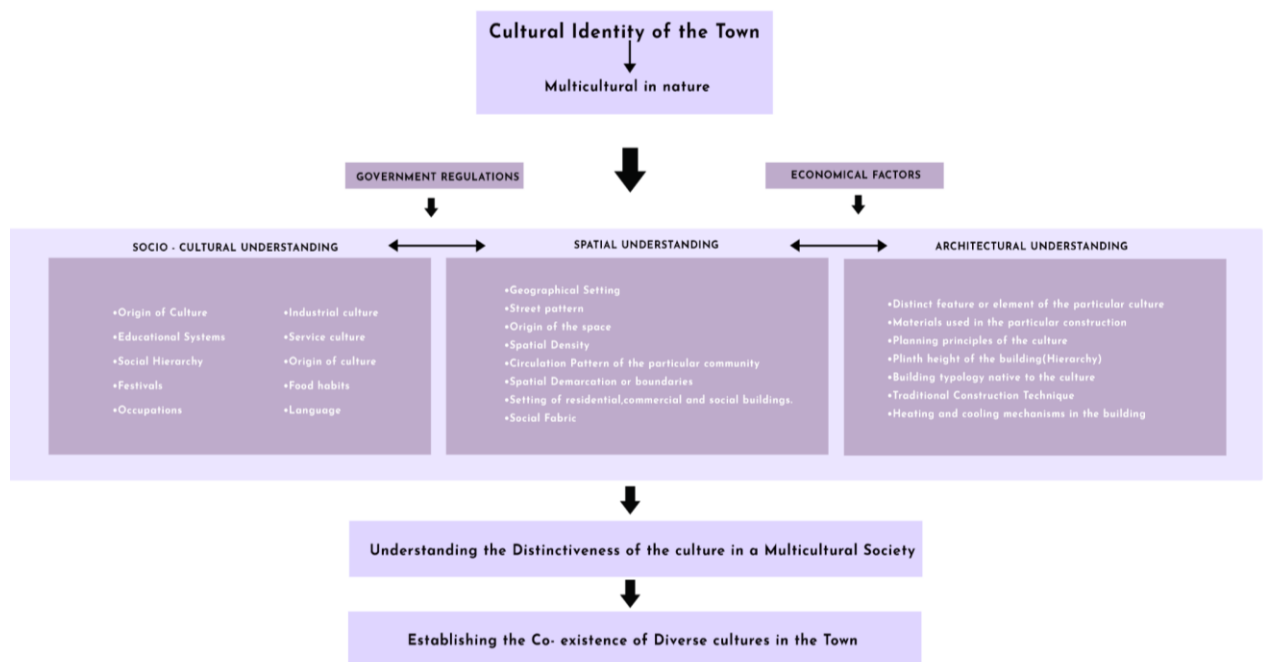 Cultural Identity of the Town
Multicultural in nature
GOVERNMENT REGULATIONS
ECONOMICAL FACTORS
SOCIO - CULTURAL UNDERSTANDING
•Origin of Culture
•Educational Systems
•Social Hierarchy
•Festivals
•Occupations
•Industrial culture
•Service culture
•Origin of culture
•Food habits
•Language
SPATIAL UNDERSTANDING
•Geographical Setting
•Street pattern
•Origin of the space
•Spatial Density
•Circulation Pattern of the particular community
•Spatial Demarcation or boundaries
•Setting of residential,commercial and social buildings.
•Social Fabric
ARCHITECTURAL UNDERSTANDING
•Distinct feature or element of the particular culture
•Materials used in the particular construction
•Planning principles of the culture
•Plinth height of the building(Hierarchy)
•Building typology native to the culture
•Traditional Construction Technique
•Heating and cooling mechanisms in the building
Understanding the Distinctiveness of the culture in a Multicultural Society
Establishing the Co- existence of Diverse cultures in the Town